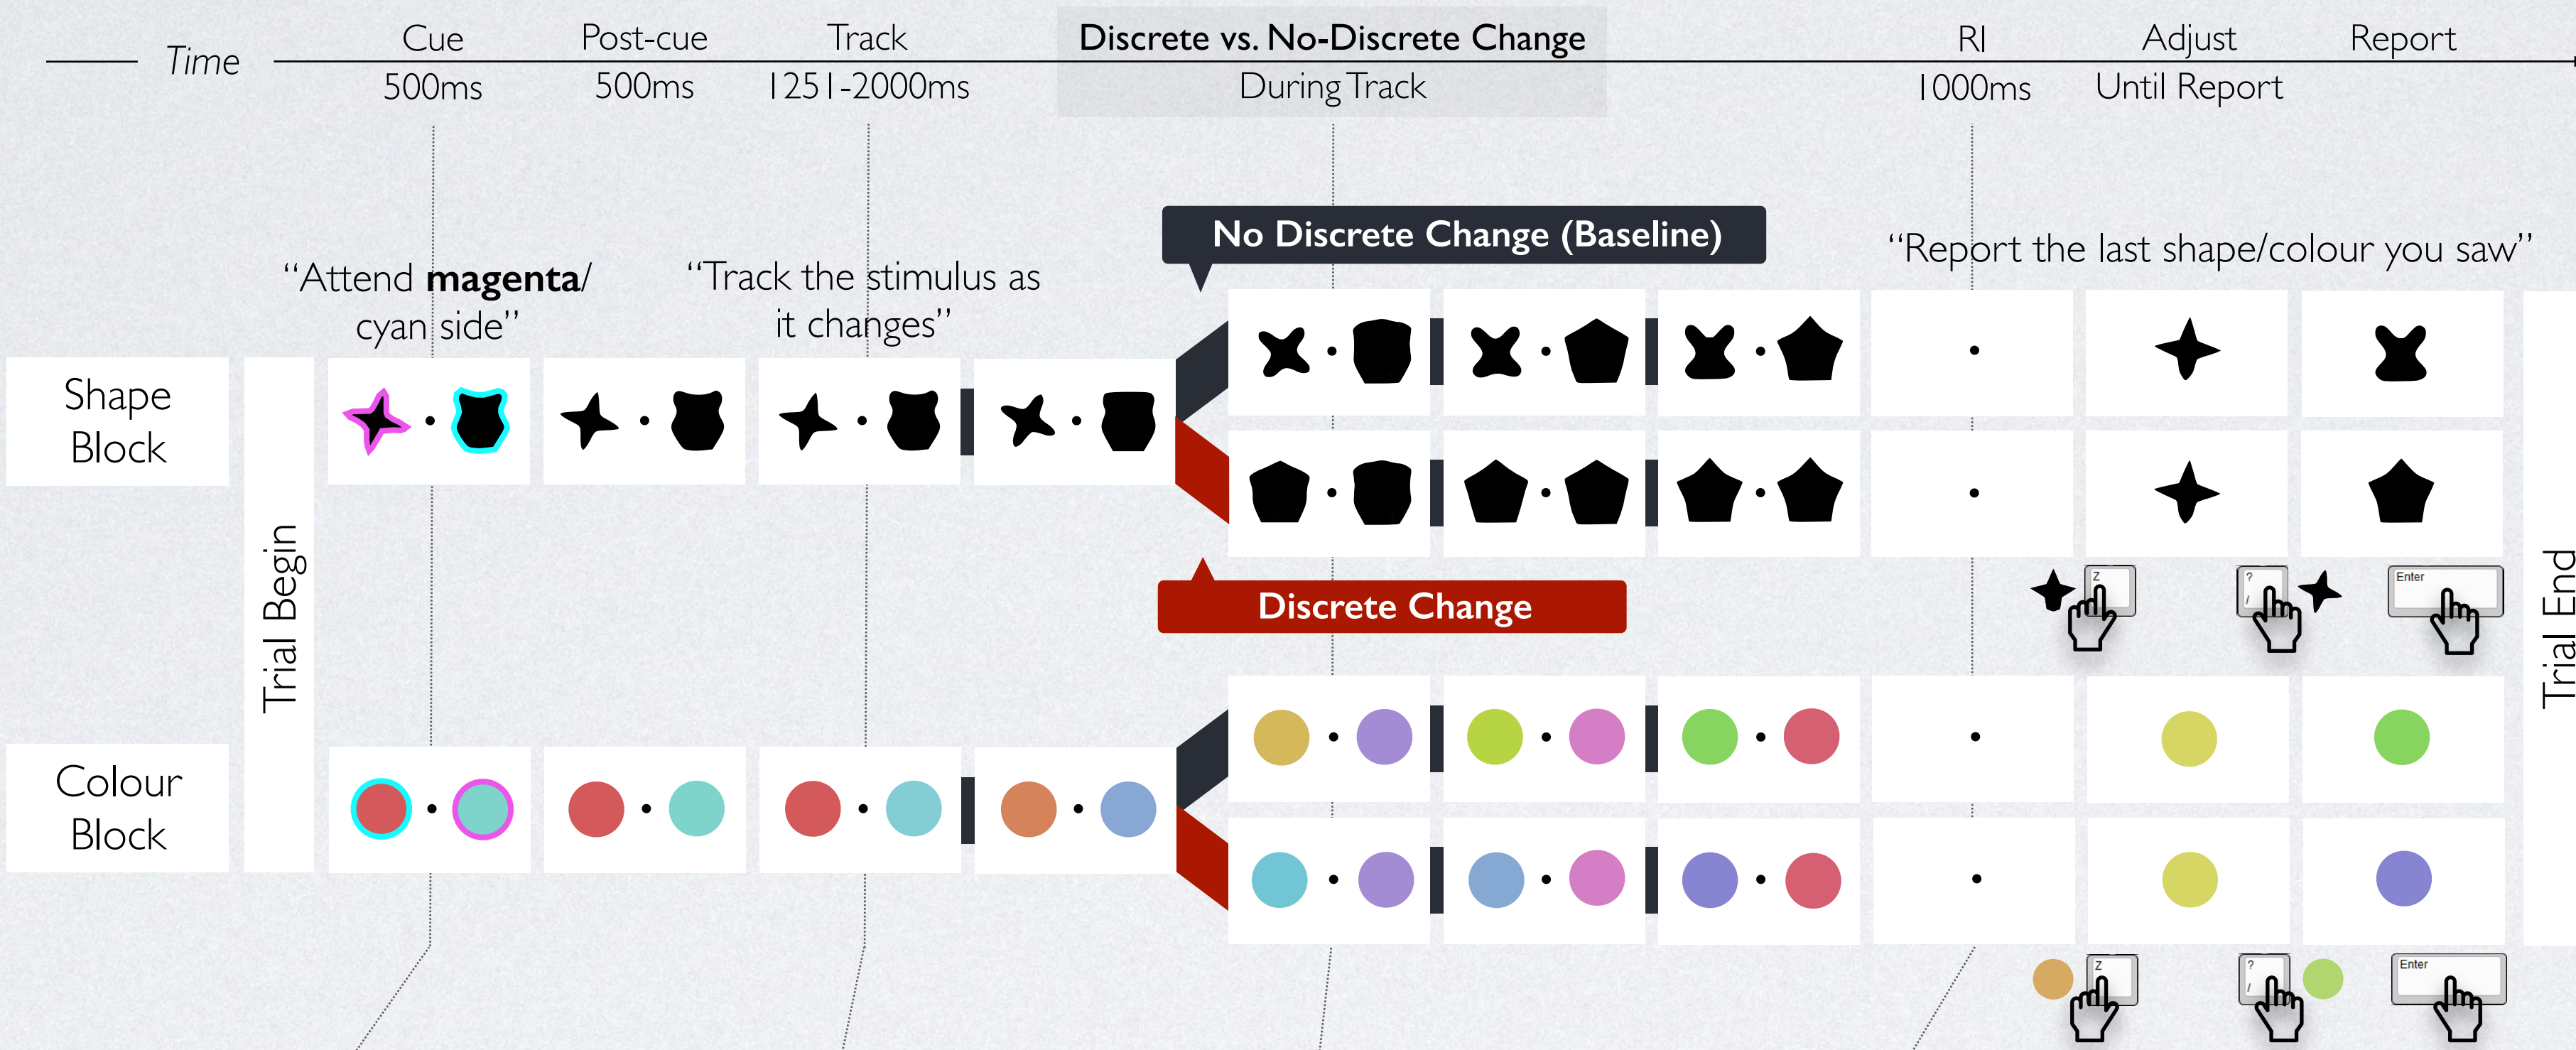 Time
Cue
500ms
Post-cue
500ms
Track
1251-2000ms
Discrete vs. No-Discrete Change
During Track
RI
1000ms
Adjust
Until Report
Report
No Discrete Change (Baseline)
“Attend magenta/
cyan side”
“Track the stimulus as
it changes”
“Report the last shape/colour you saw”
Shape
Block
Trial Begin
Discrete Change
Z
?
/
Enter
Trial End
Colour
Block
Z
?
/
Enter